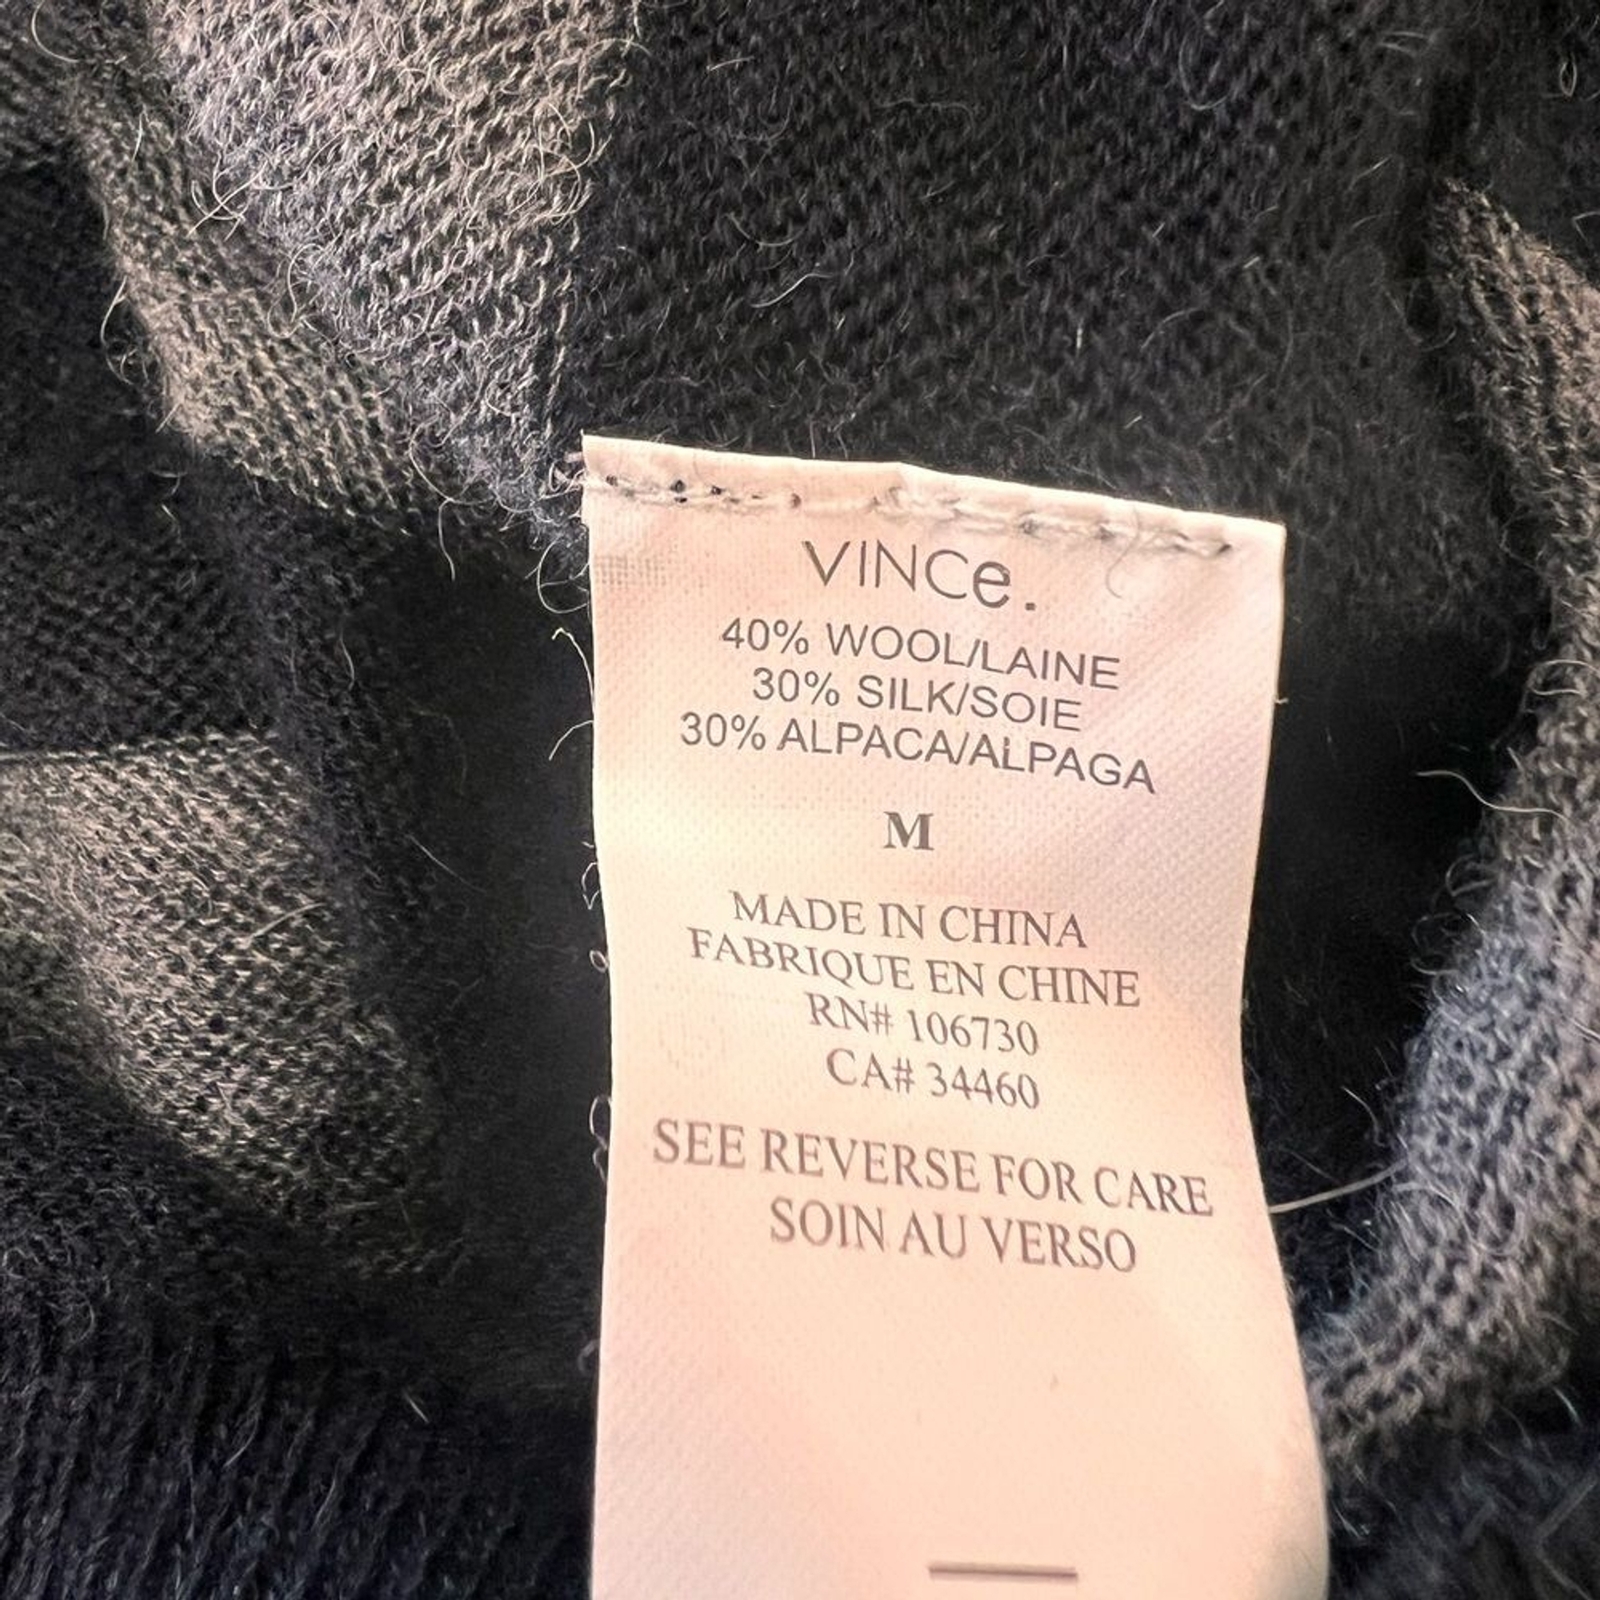 VINCe.
40% WOOL/LAINE
30% SILK/SOIE
30% ALPACA/ALPAGA
M
MADE IN CHINA
FABRIQUE EN CHINE
RN# 106730
CA# 34460
SEE REVERSE FOR CARE
SOIN AU VERSO